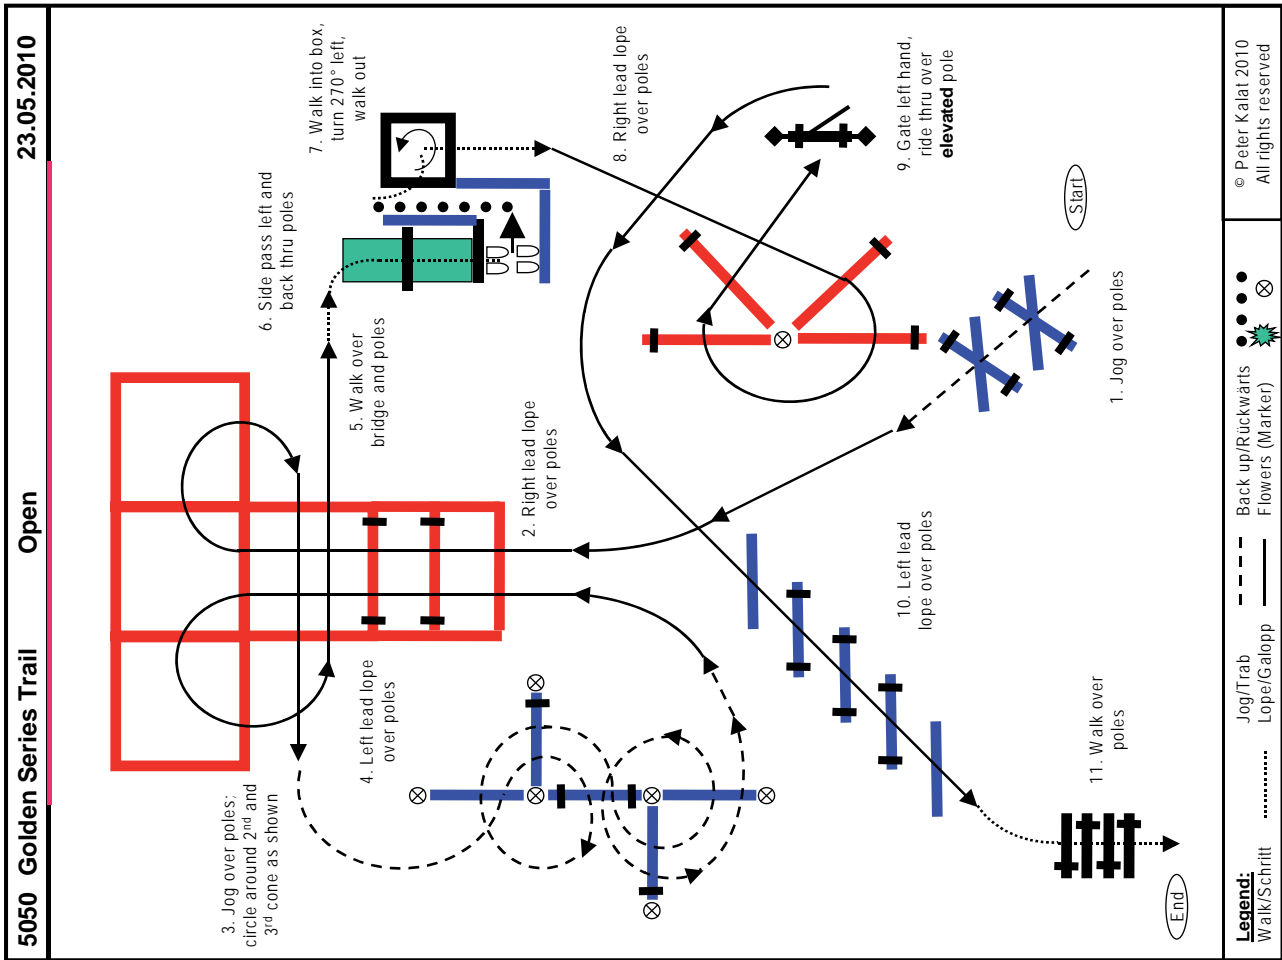 5050 Golden Series Trail Open 23.05.2010
1. Jog over poles
2. Right lead lope
over poles
3. Jog over poles;
circle around 2nd and
3rd cone as shown
4. Left lead lope
over poles
5. Walk over
bridge and poles
6. Side pass left and
back thru poles
7. Walk into box,
turn 270° left,
walk out
8. Right lead lope
over poles
9. Gate left hand,
ride thru over
elevated pole
10. Left lead
lope over poles
11. Walk over
poles
Start
End
Legend:
Walk/Schritt
Jog/Trab
Lope/Galopp
Back up/Rückwärts
Flowers (Marker)
© Peter Kalat 2010
All rights reserved